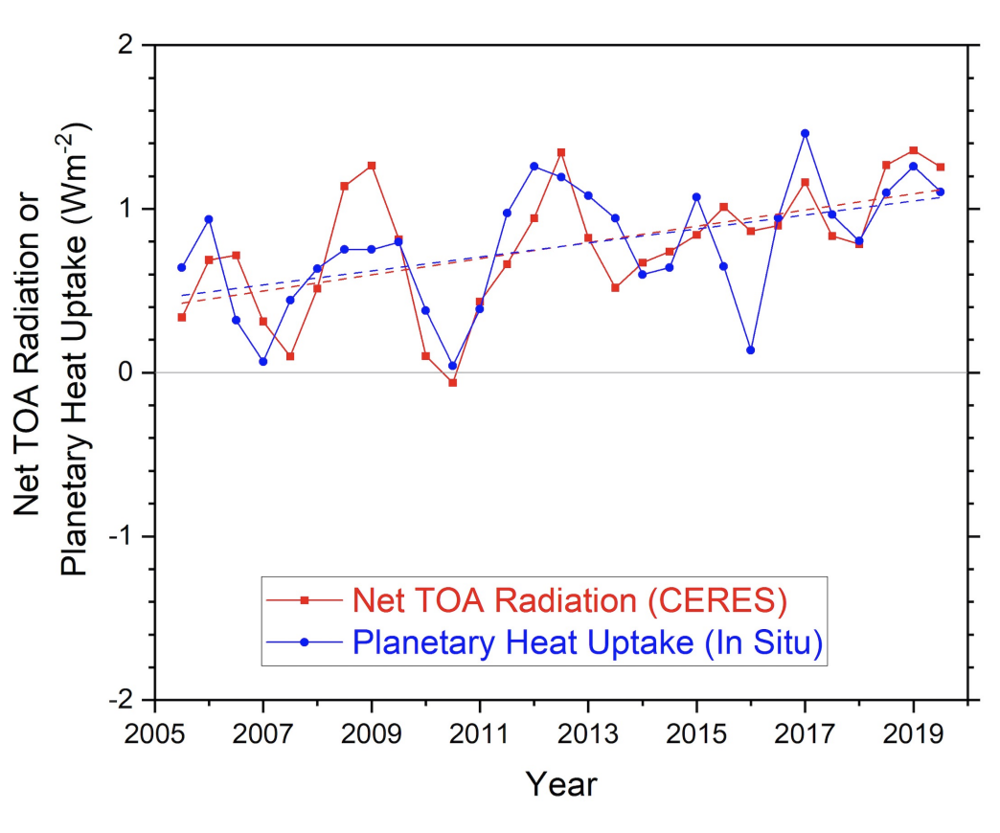 2
1
0
-1
-2
Net TOA Radiation or
Planetary Heat Uptake (Wm⁻²)
Net TOA Radiation (CERES)
Planetary Heat Uptake (In Situ)
2005 2007 2009 2011 2013 2015 2017 2019
Year